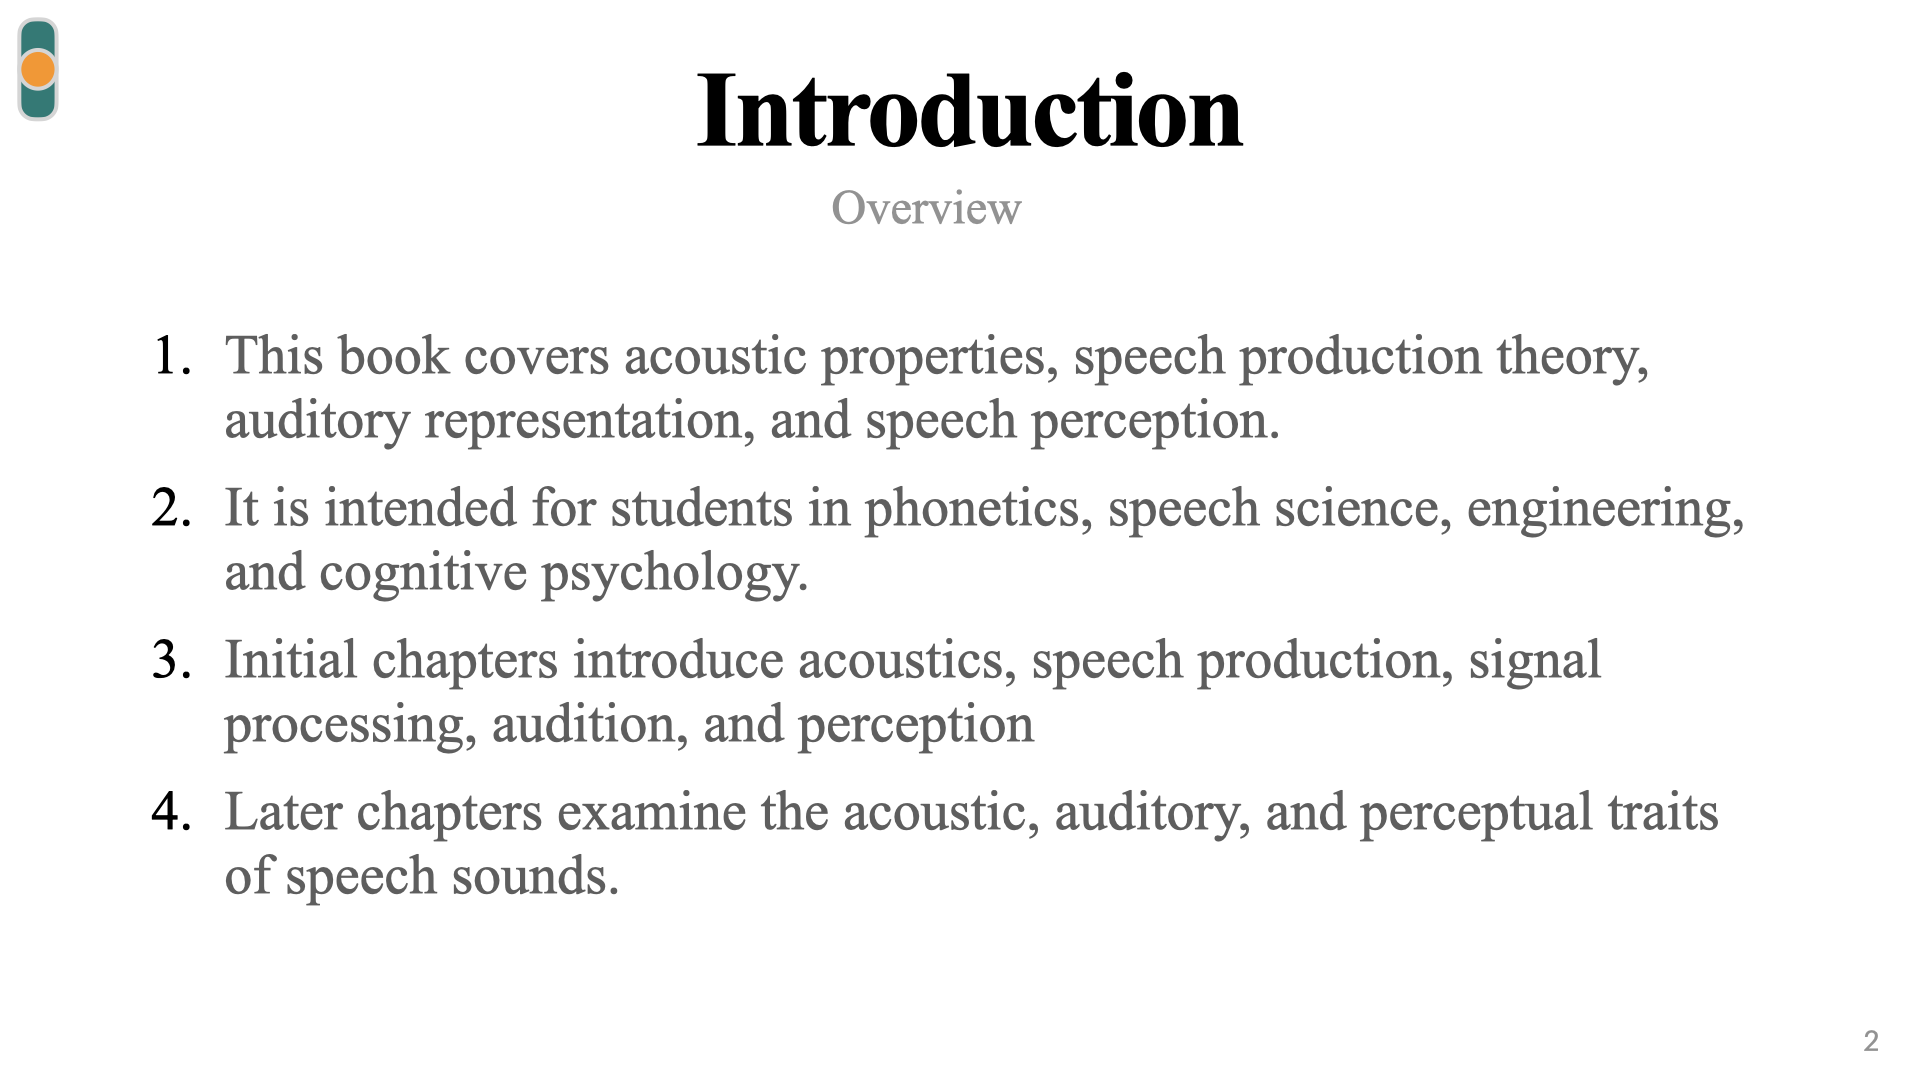 Introduction
Overview
1. This book covers acoustic properties, speech production theory,
auditory representation, and speech perception.
2. It is intended for students in phonetics, speech science, engineering,
and cognitive psychology.
3. Initial chapters introduce acoustics, speech production, signal
processing, audition, and perception
4. Later chapters examine the acoustic, auditory, and perceptual traits
of speech sounds.
2